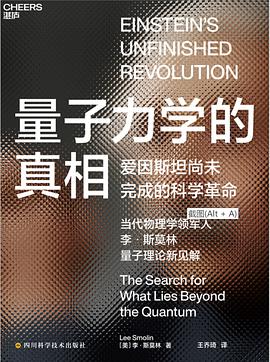 CHEERS
湛庐
EINSTEIN'S
UNFINISHED
REVOLUTION
量子力学的
真相
爱因斯坦尚未
完成的科学革命
截图(Alt + A)
当代物理学领军人
李·斯莫林
量子理论新见解
The Search for
What Lies Beyond
the Quantum
Lee Smolin
[美] 李·斯莫林 著
王乔琦 译
四川科学技术出版社